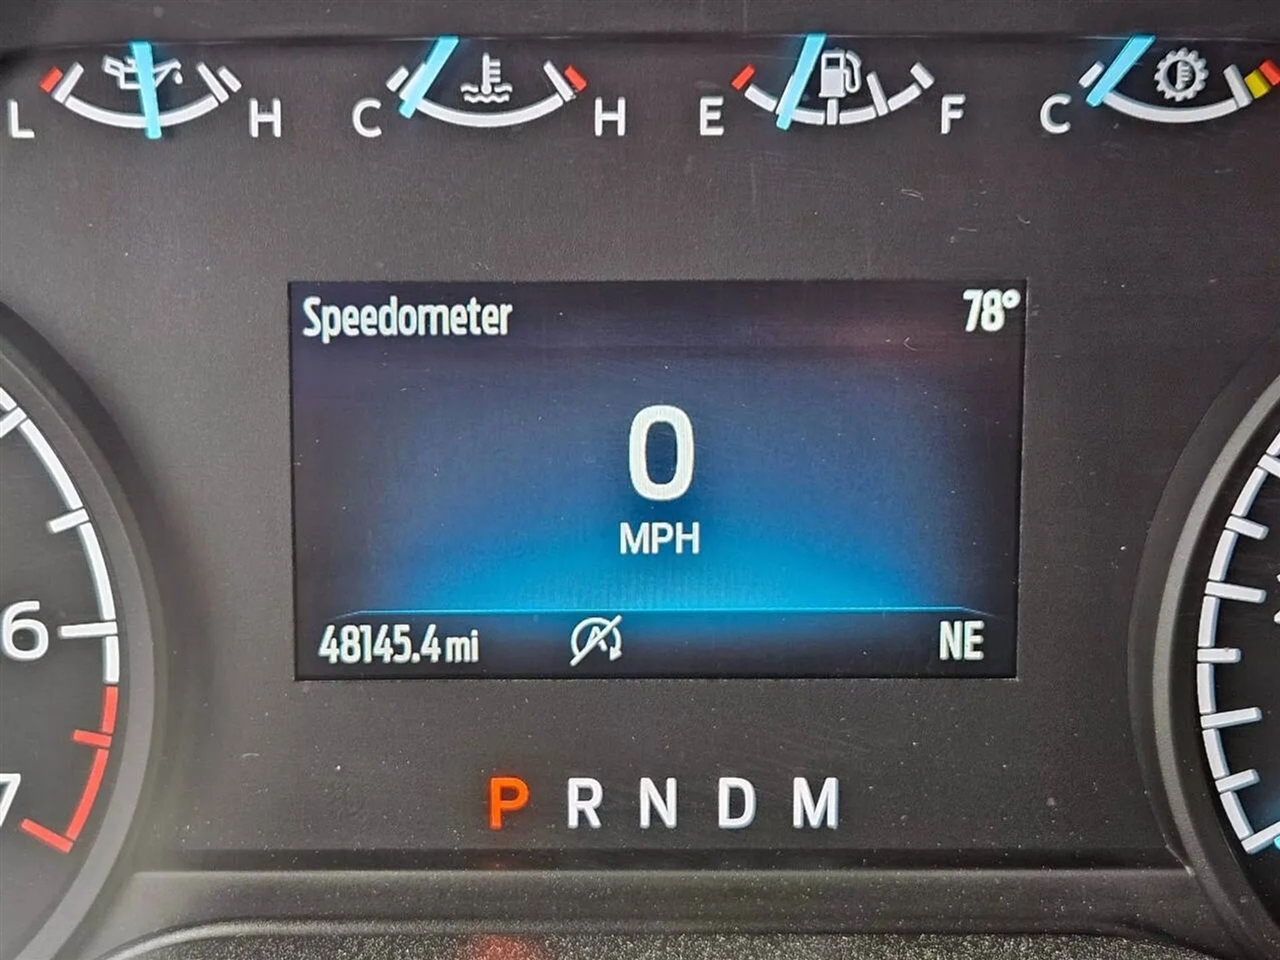 L H C H E F C
Speedometer 78°
0
MPH
48145.4 mi NE
6
7
P R N D M